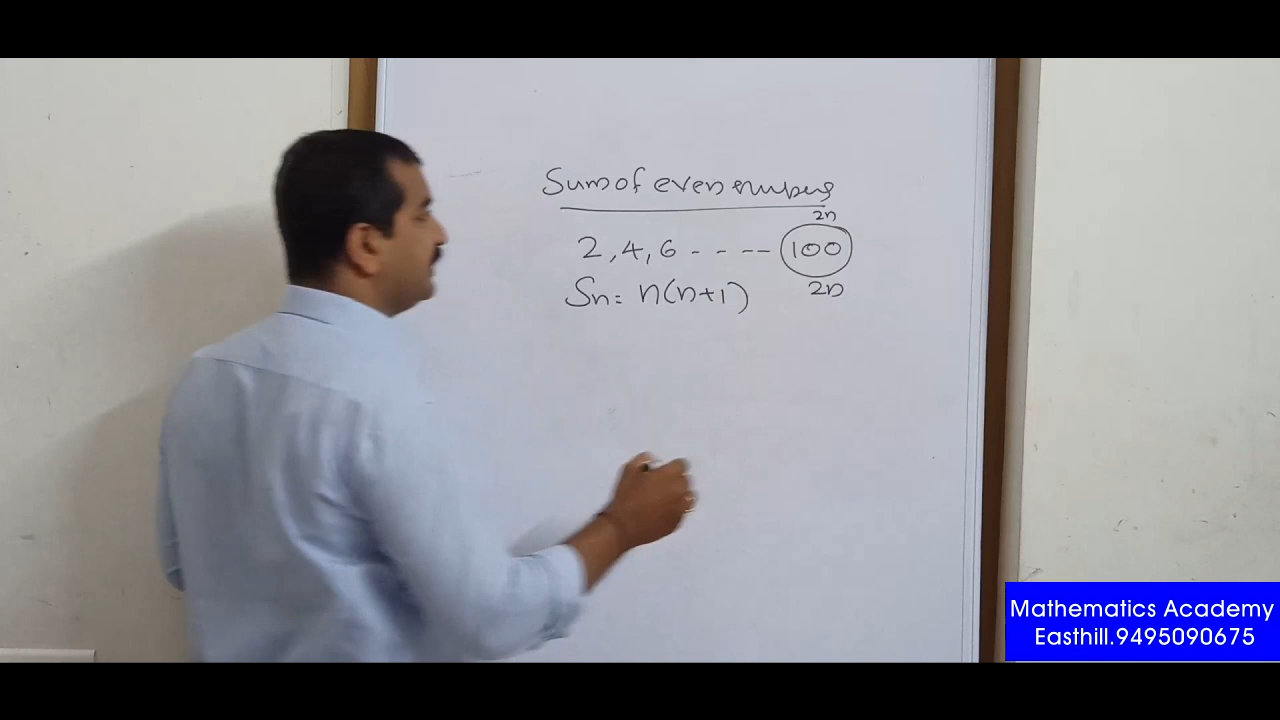 Sum of even numbers
2n
2, 4, 6 - - - - 100
Sn = n(n+1) 2n
Mathematics Academy
Easthill.9495090675